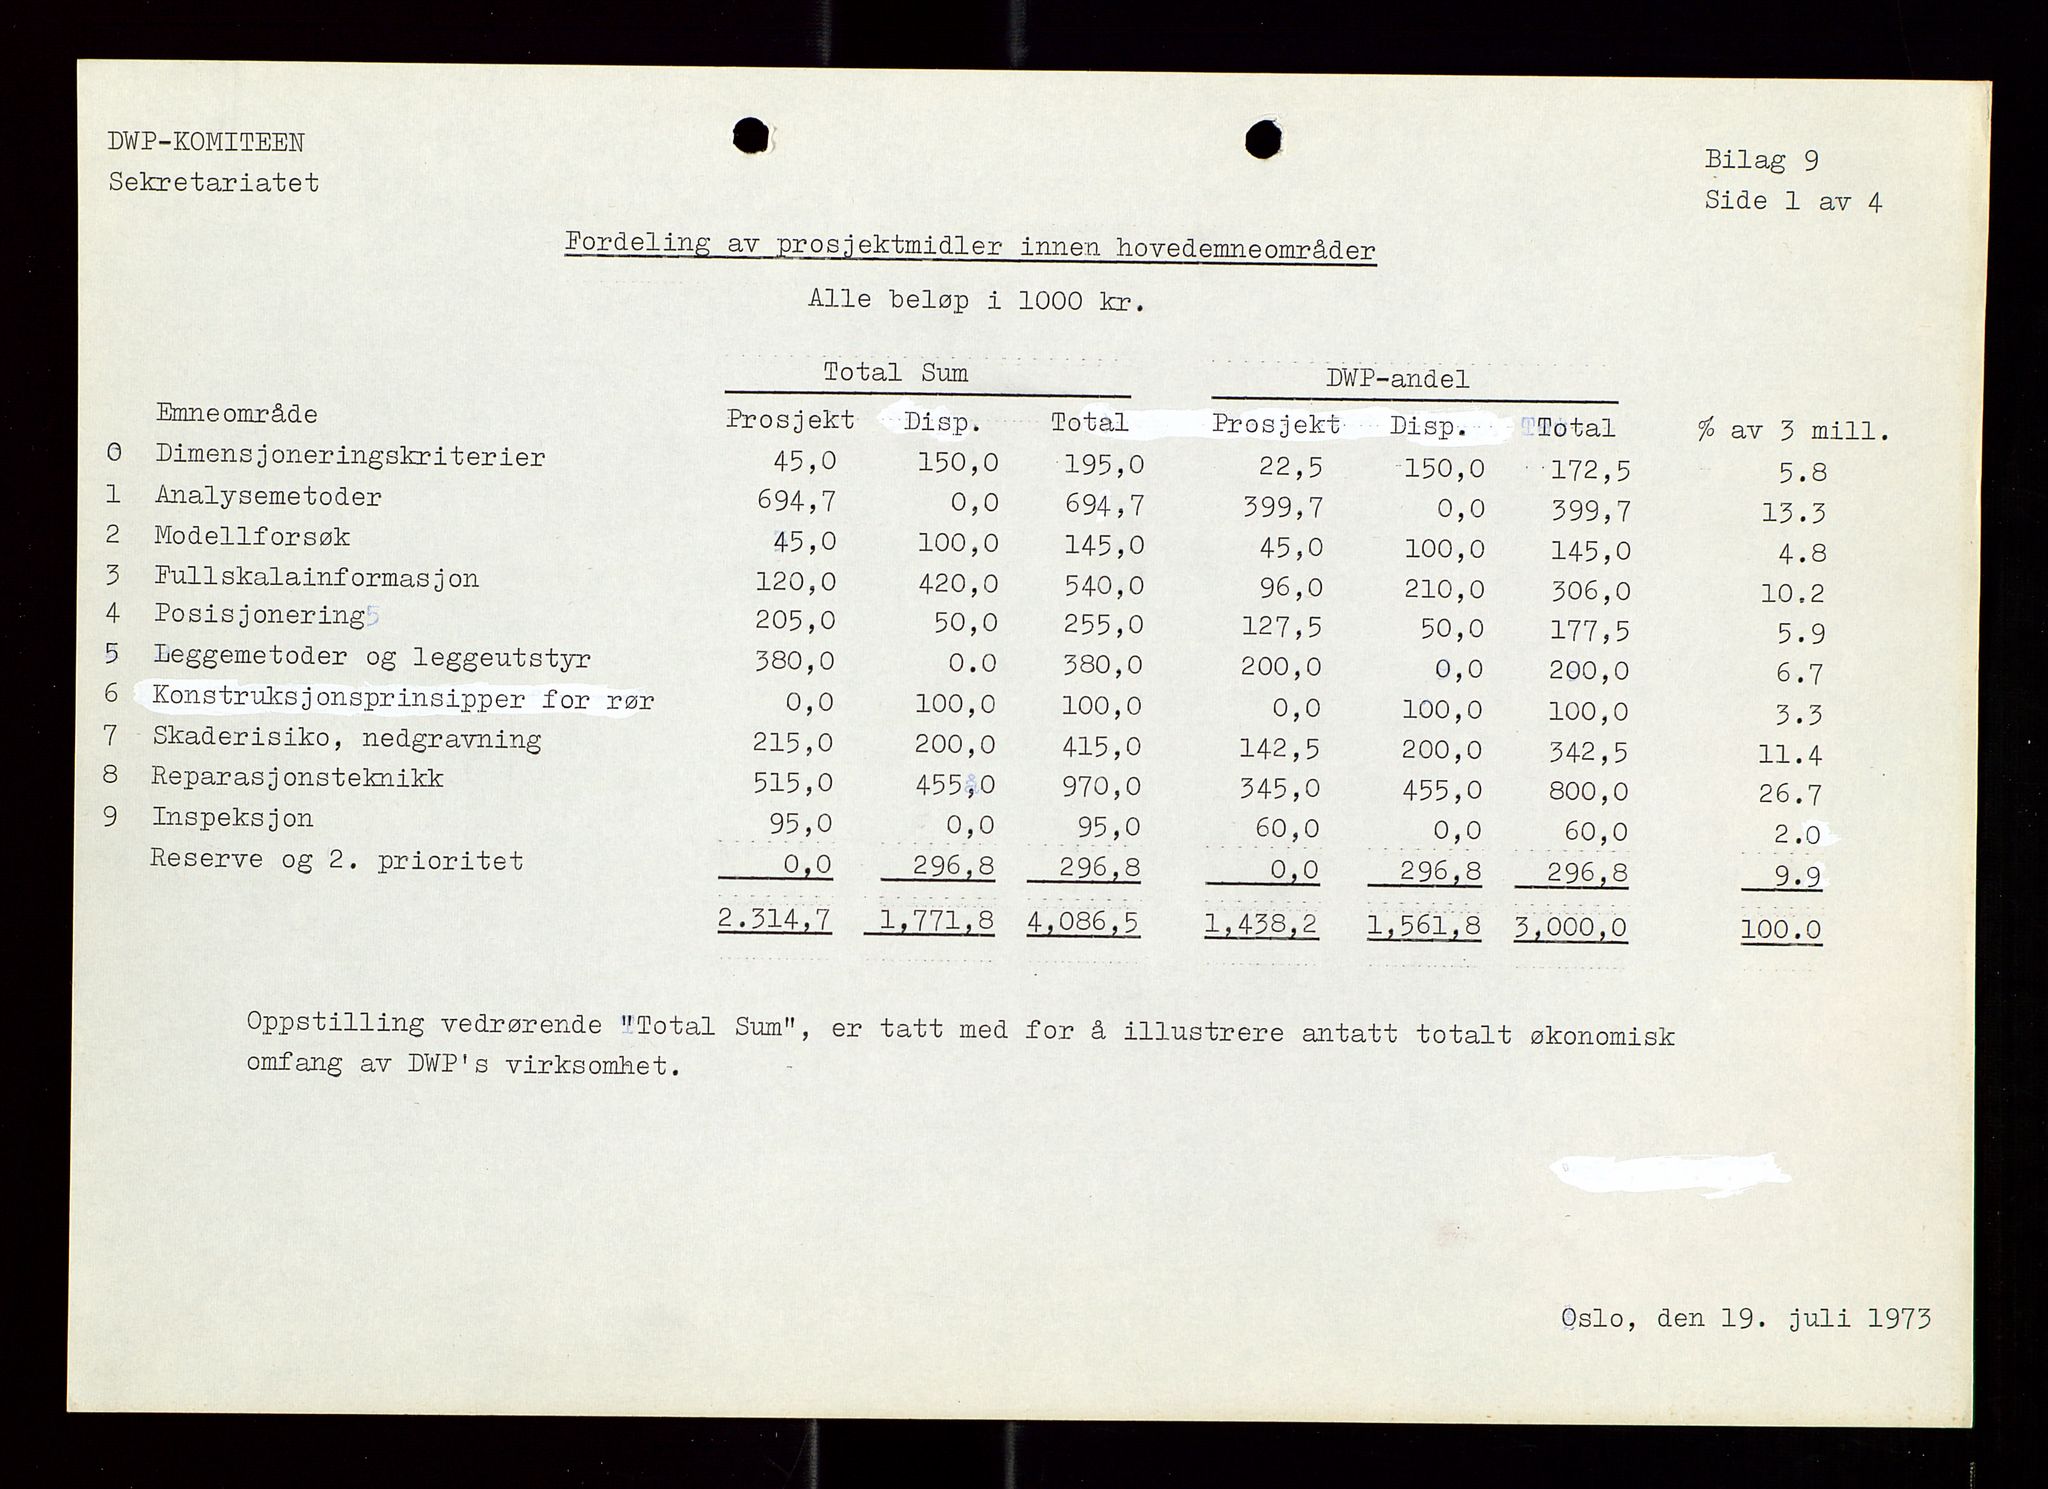 DWP-KOMITEEN
Sekretariatet
Bilag 9
Side 1 av 4
Fordeling av prosjektmidler innen hovedemneområder
Alle beløp i 1000 kr.
Total Sum DWP-andel
Emneområde Prosjekt Disp. Total Prosjekt Disp. Total % av 3 mill.
0 Dimensjoneringskriterier 45,0 150,0 195,0 22,5 150,0 172,5 5.8
1 Analysemetoder 694,7 0,0 694,7 399,7 0,0 399,7 13.3
2 Modellforsøk 45,0 100,0 145,0 45,0 100,0 145,0 4.8
3 Fullskalainformasjon 120,0 420,0 540,0 96,0 210,0 306,0 10.2
4 Posisjonering 205,0 50,0 255,0 127,5 50,0 177,5 5.9
5 Leggemetoder og leggeutstyr 380,0 0.0 380,0 200,0 0,0 200,0 6.7
6 Konstruksjonsprinsipper for rør 0,0 100,0 100,0 0,0 100,0 100,0 3.3
7 Skaderisiko, nedgravning 215,0 200,0 415,0 142,5 200,0 342,5 11.4
8 Reparasjonsteknikk 515,0 455,0 970,0 345,0 455,0 800,0 26.7
9 Inspeksjon 95,0 0,0 95,0 60,0 0,0 60,0 2.0
Reserve og 2. prioritet 0,0 296,8 296,8 0,0 296,8 296,8 9.9
2.314,7 1,771,8 4,086,5 1,438,2 1,561,8 3,000,0 100.0
Oppstilling vedrørende "Total Sum", er tatt med for å illustrere antatt totalt økonomisk
omfang av DWP's virksomhet.
Oslo, den 19. juli 1973